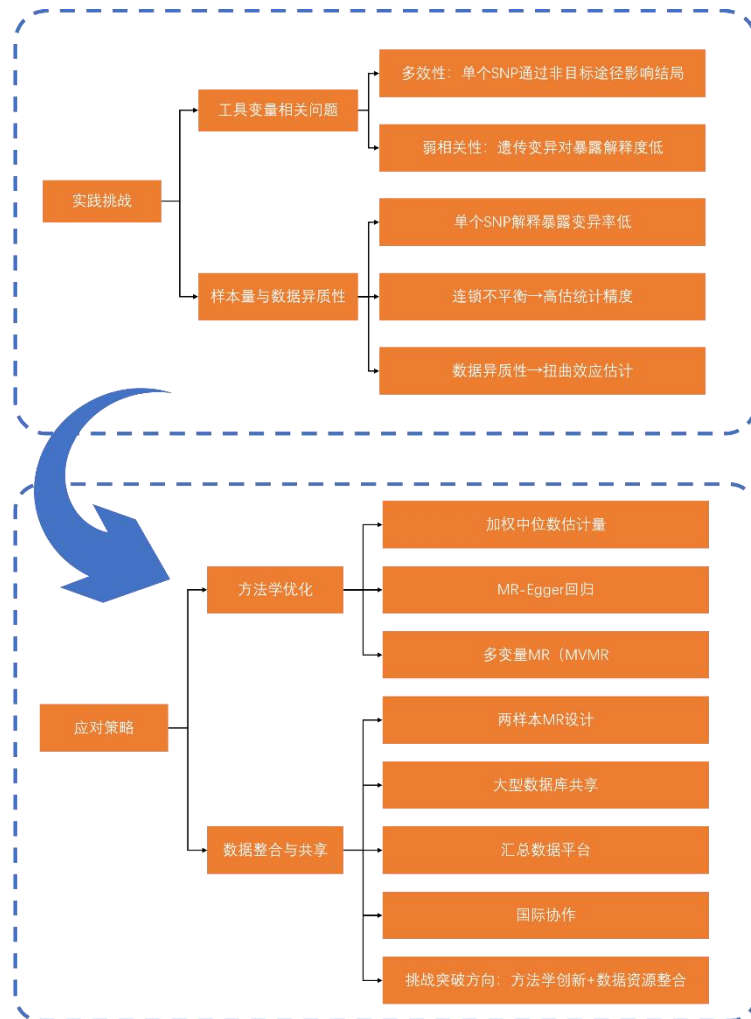 实践挑战
工具变量相关问题
多效性：单个SNP通过非目标途径影响结局
弱相关性：遗传变异对暴露解释度低
样本量与数据异质性
单个SNP解释暴露变异率低
连锁不平衡→高估统计精度
数据异质性→扭曲效应估计
应对策略
方法学优化
加权中位数估计量
MR-Egger回归
多变量MR（MVMR
数据整合与共享
两样本MR设计
大型数据库共享
汇总数据平台
国际协作
挑战突破方向：方法学创新+数据资源整合